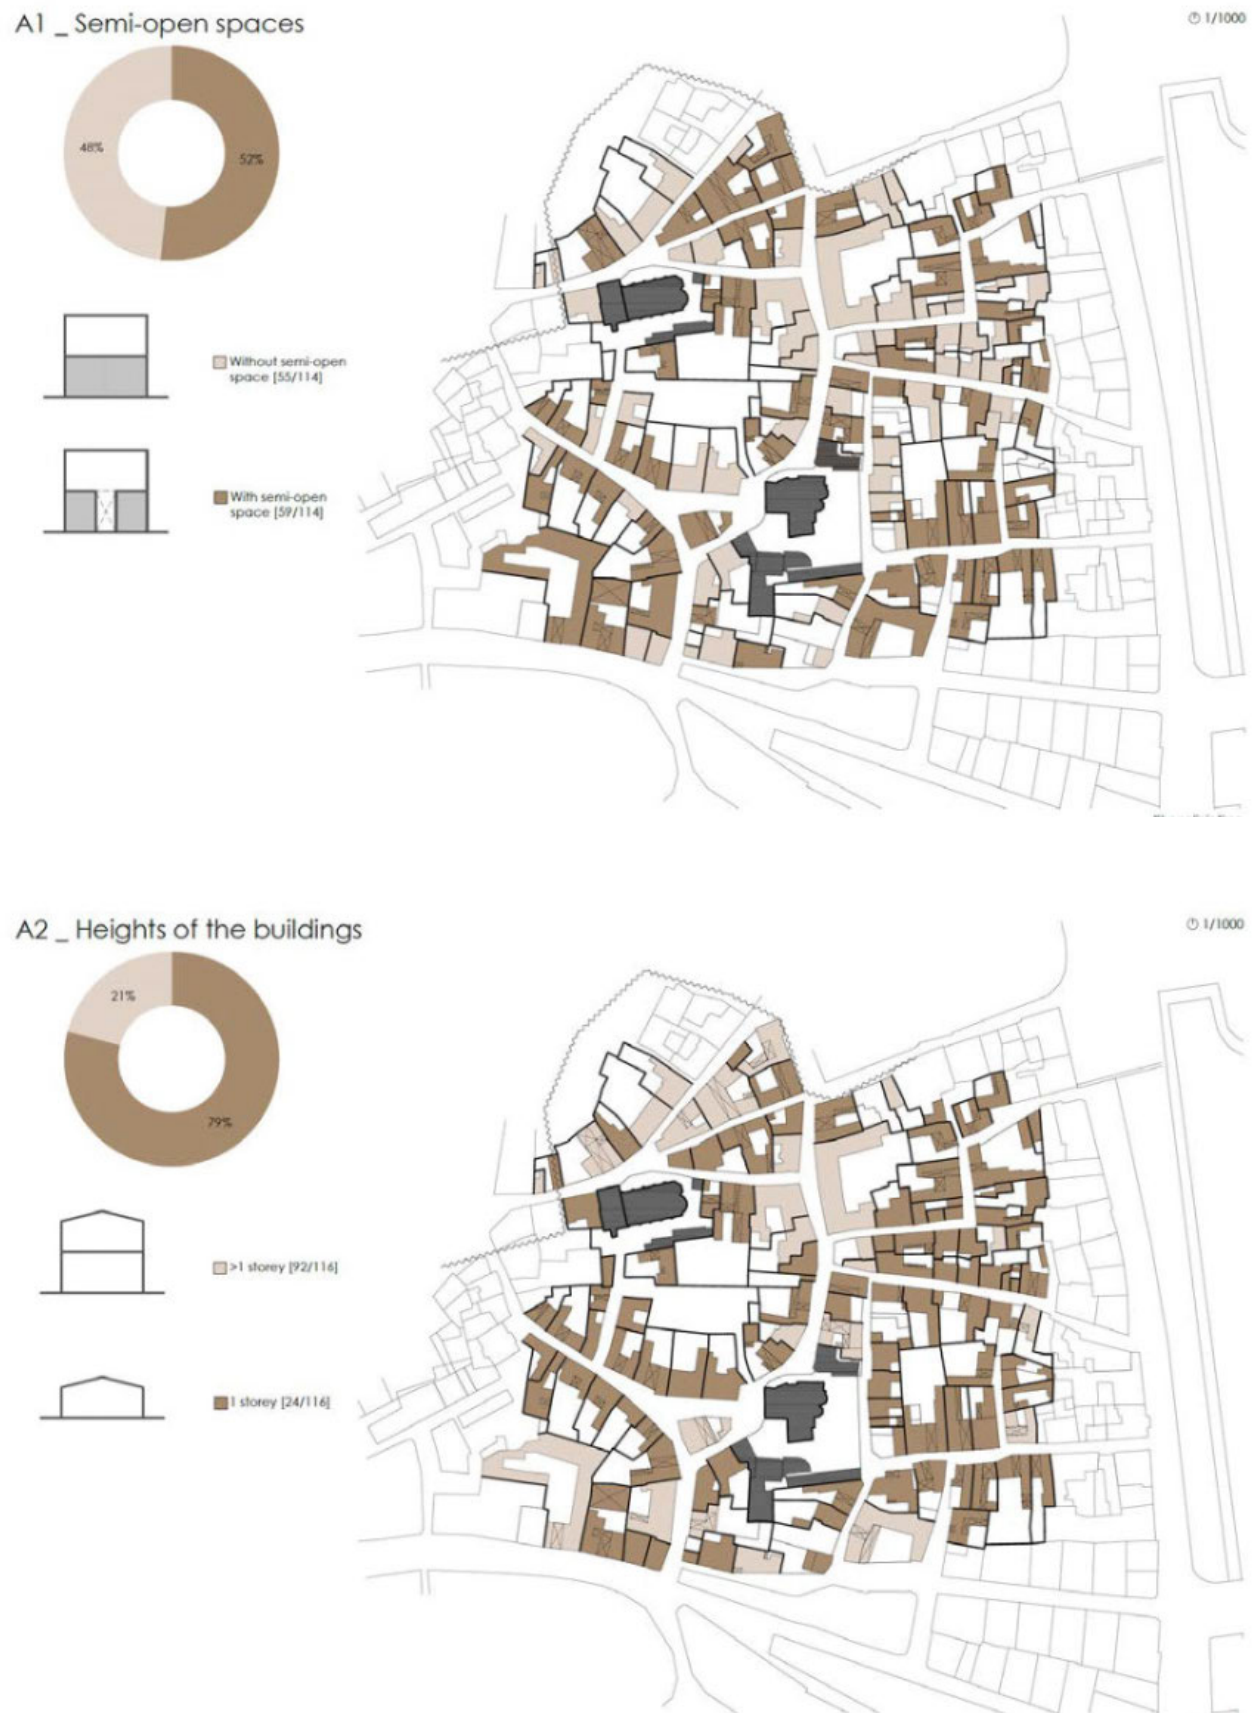 A1 _ Semi-open spaces
1/1000
48%
52%
Without semi-open
space [55/114]
With semi-open
space [59/114]
A2 _ Heights of the buildings
1/1000
21%
79%
>1 storey [92/116]
1 storey [24/116]